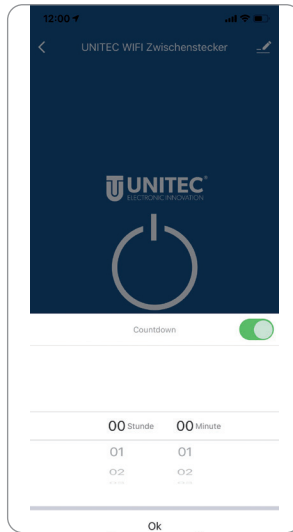 12:00
UNITEC WIFI Zwischenstecker
UNITEC®
ELECTRONIC INNOVATION
Countdown
00 Stunde 00 Minute
01 01
02 02
Ok